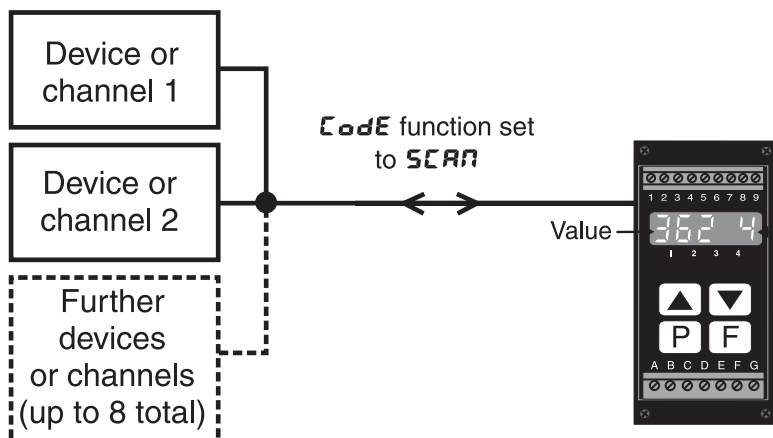 Device or
channel 1
Device or
channel 2
Further
devices
or channels
(up to 8 total)
CodE function set
to SCAN
1 2 3 4 5 6 7 8 9
Value
362 4
1 2 3 4
P F
A B C D E F G